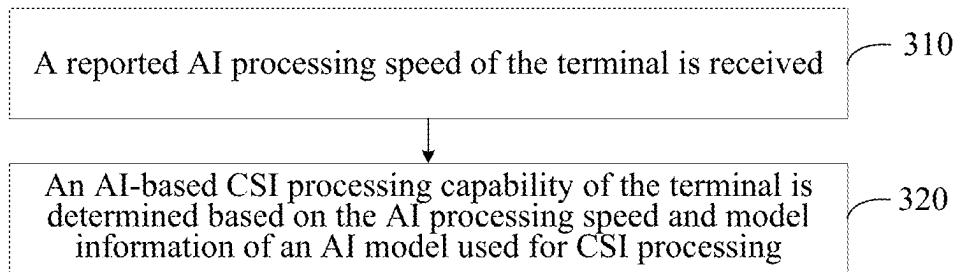 A reported AI processing speed of the terminal is received
310
An AI-based CSI processing capability of the terminal is
determined based on the AI processing speed and model
information of an AI model used for CSI processing
320